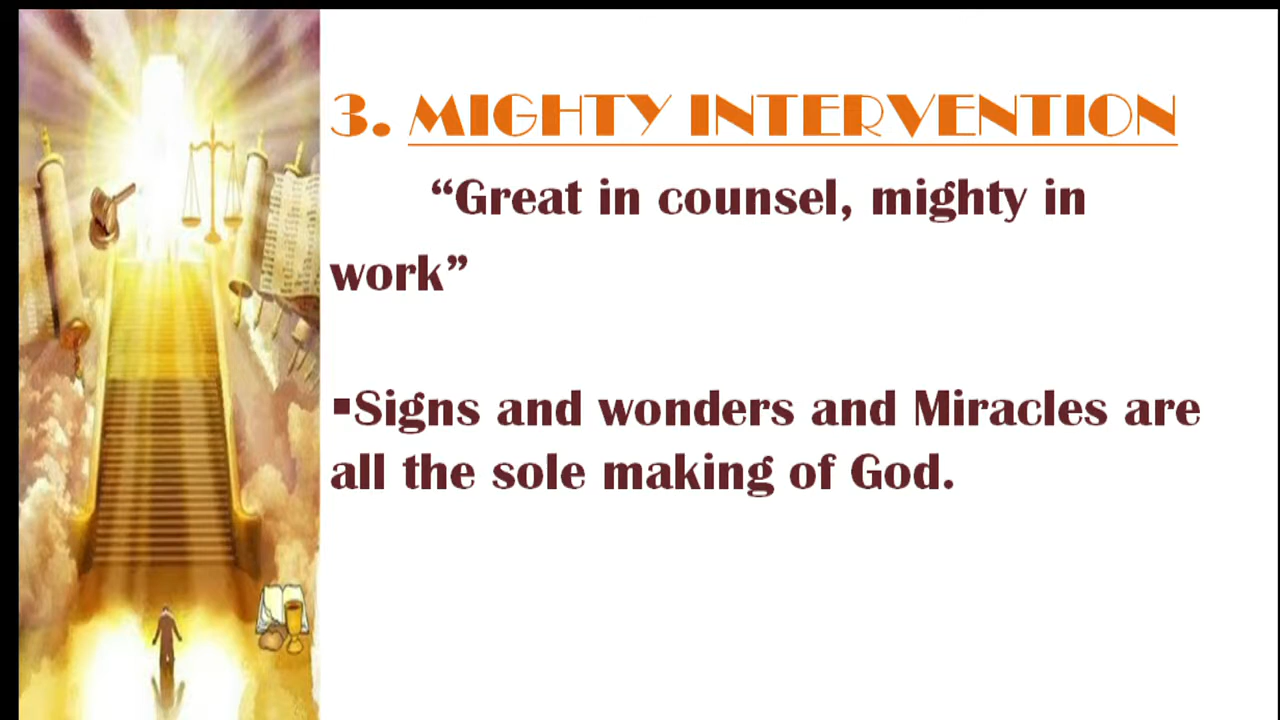 3. MIGHTY INTERVENTION
“Great in counsel, mighty in
work”
▪Signs and wonders and Miracles are
all the sole making of God.